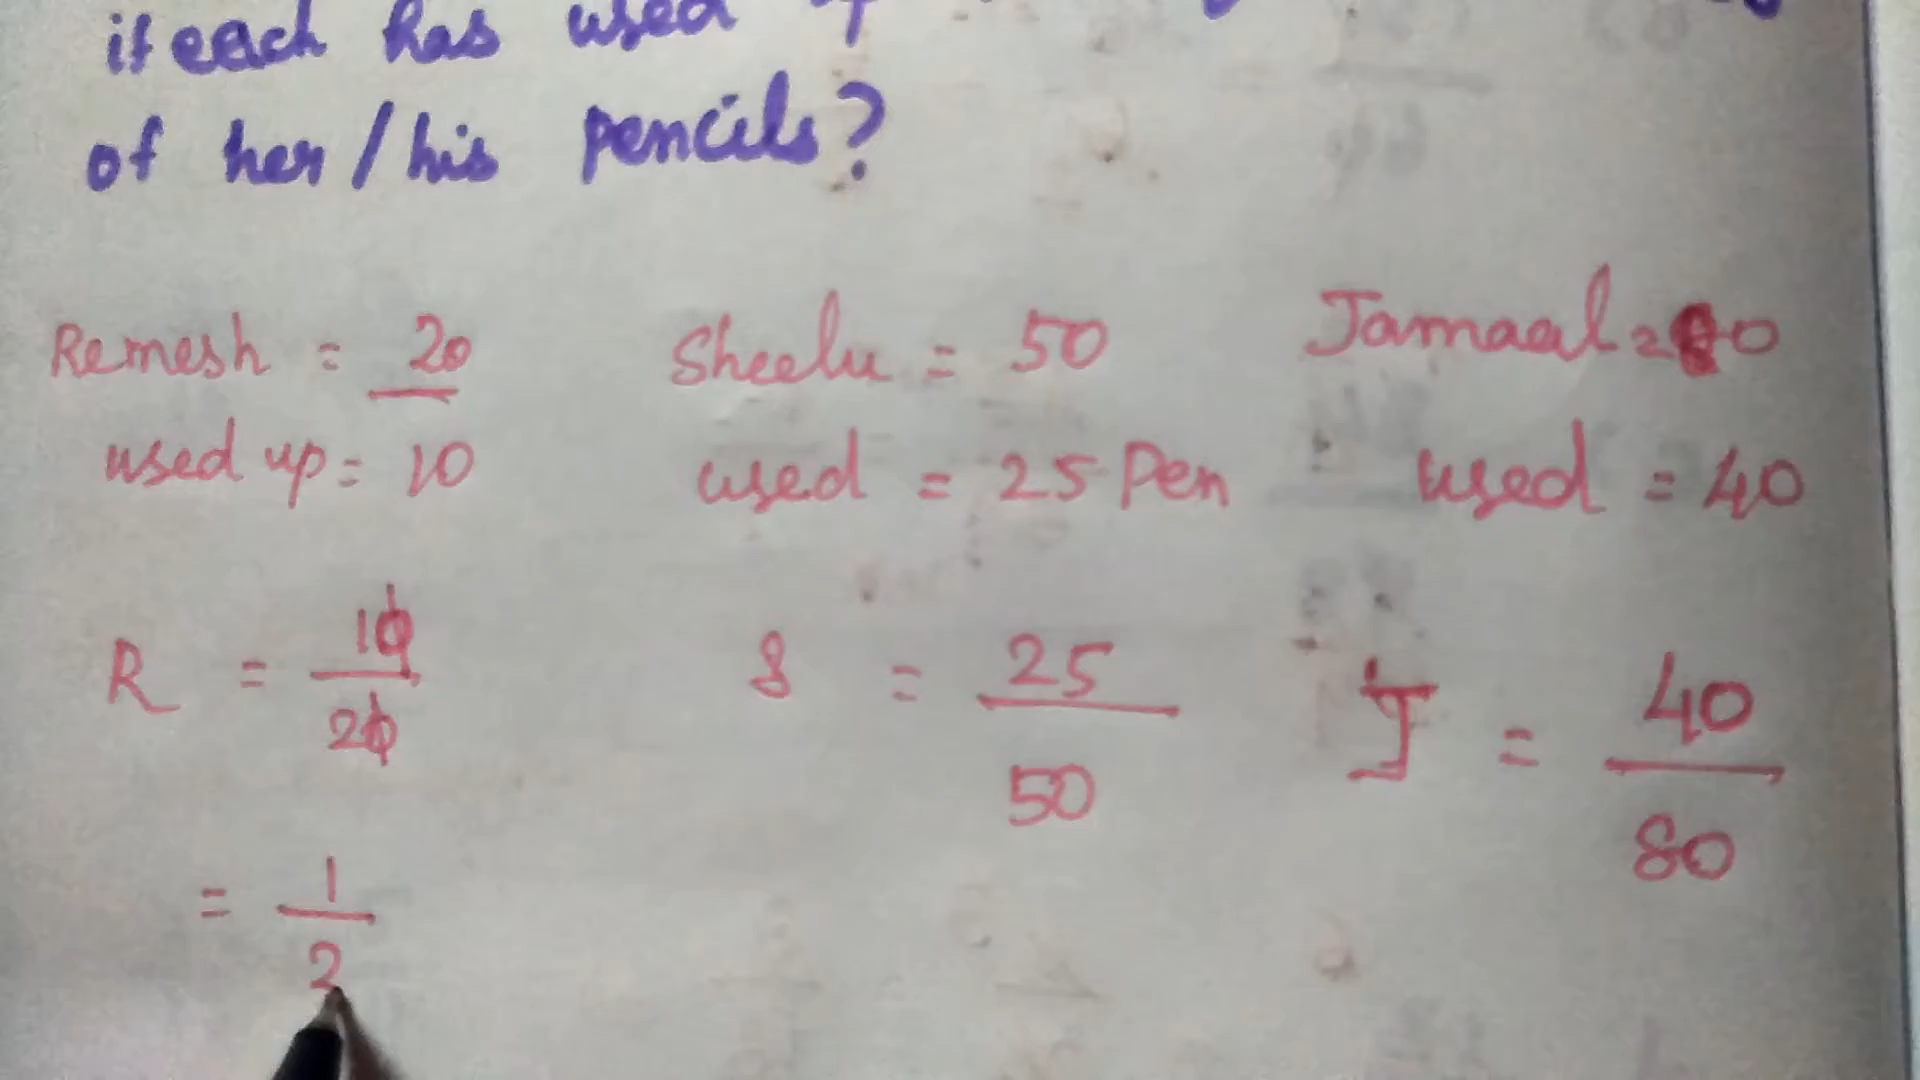 if each has used
of her/his pencils?
Remesh = 20 Sheelu = 50 Jamaal = 80
used up = 10 used = 25 Pen used = 40
R = 10/20 S = 25/50 J = 40/80
= 1/2